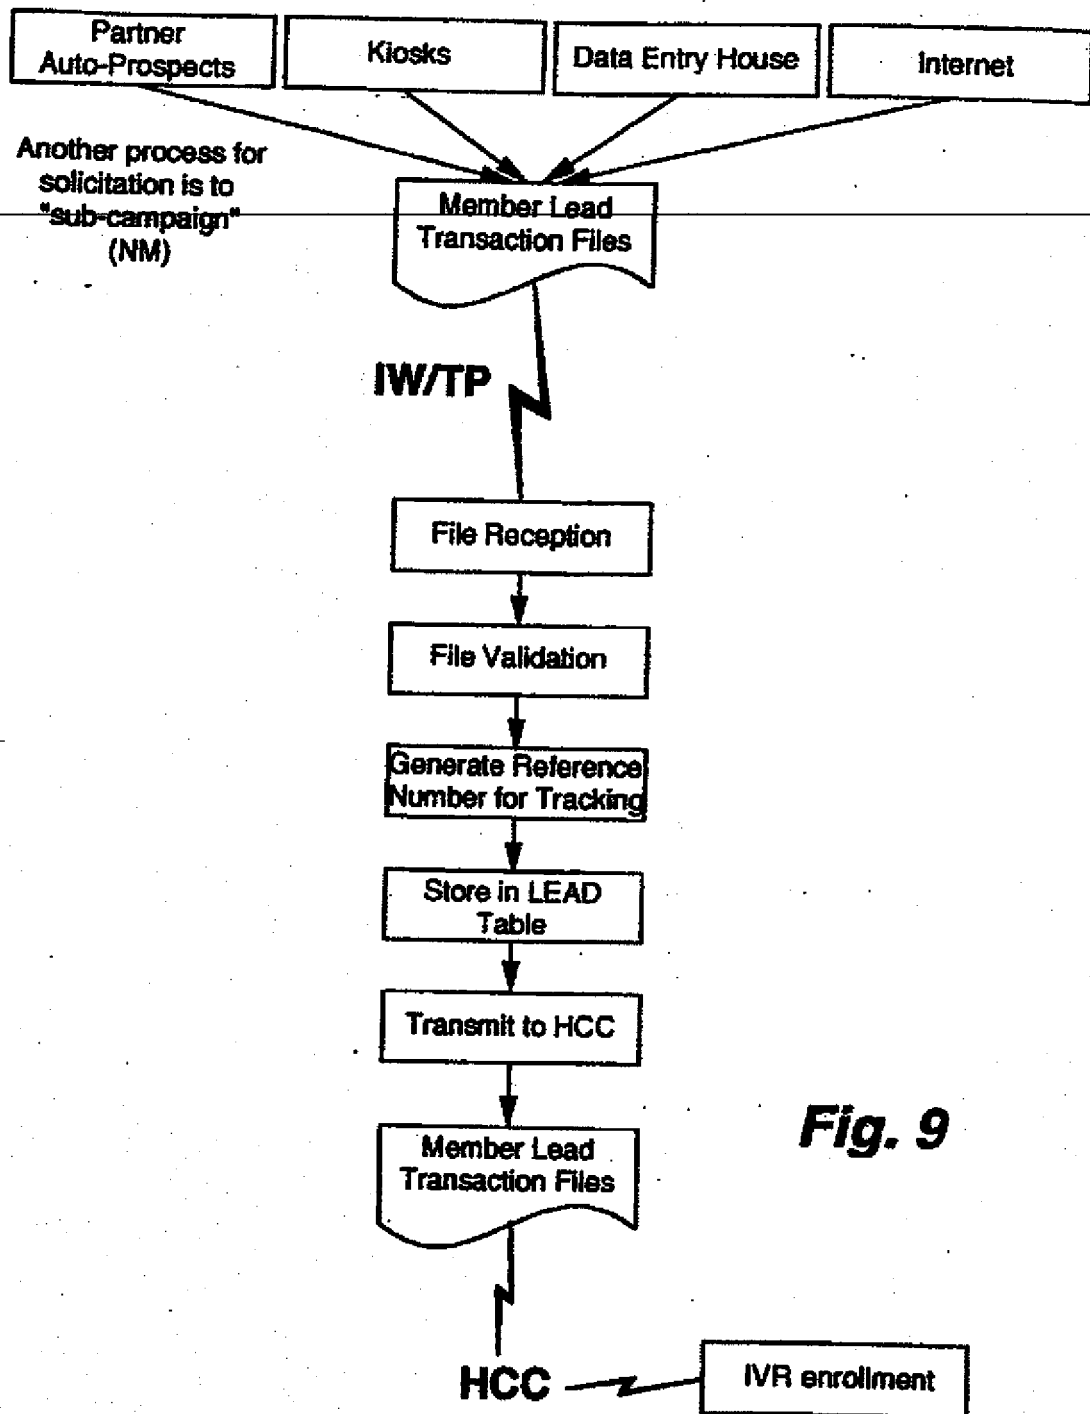 Partner
Auto-Prospects
Kiosks
Data Entry House
Internet
Another process for
solicitation is to
"sub-campaign"
(NM)
Member Lead
Transaction Files
IW/TP
File Reception
File Validation
Generate Reference
Number for Tracking
Store in LEAD
Table
Transmit to HCC
Member Lead
Transaction Files
Fig. 9
HCC
IVR enrollment